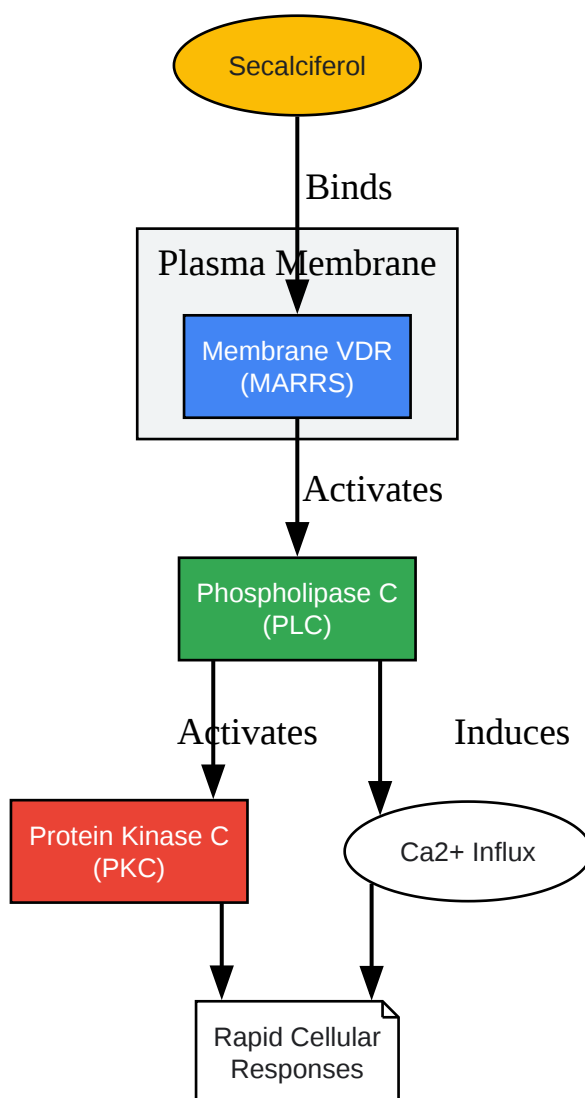 Secalciferol
Binds
Plasma Membrane
Membrane VDR
(MARRS)
Activates
Phospholipase C
(PLC)
Activates
Induces
Protein Kinase C
(PKC)
Ca2+ Influx
Rapid Cellular
Responses